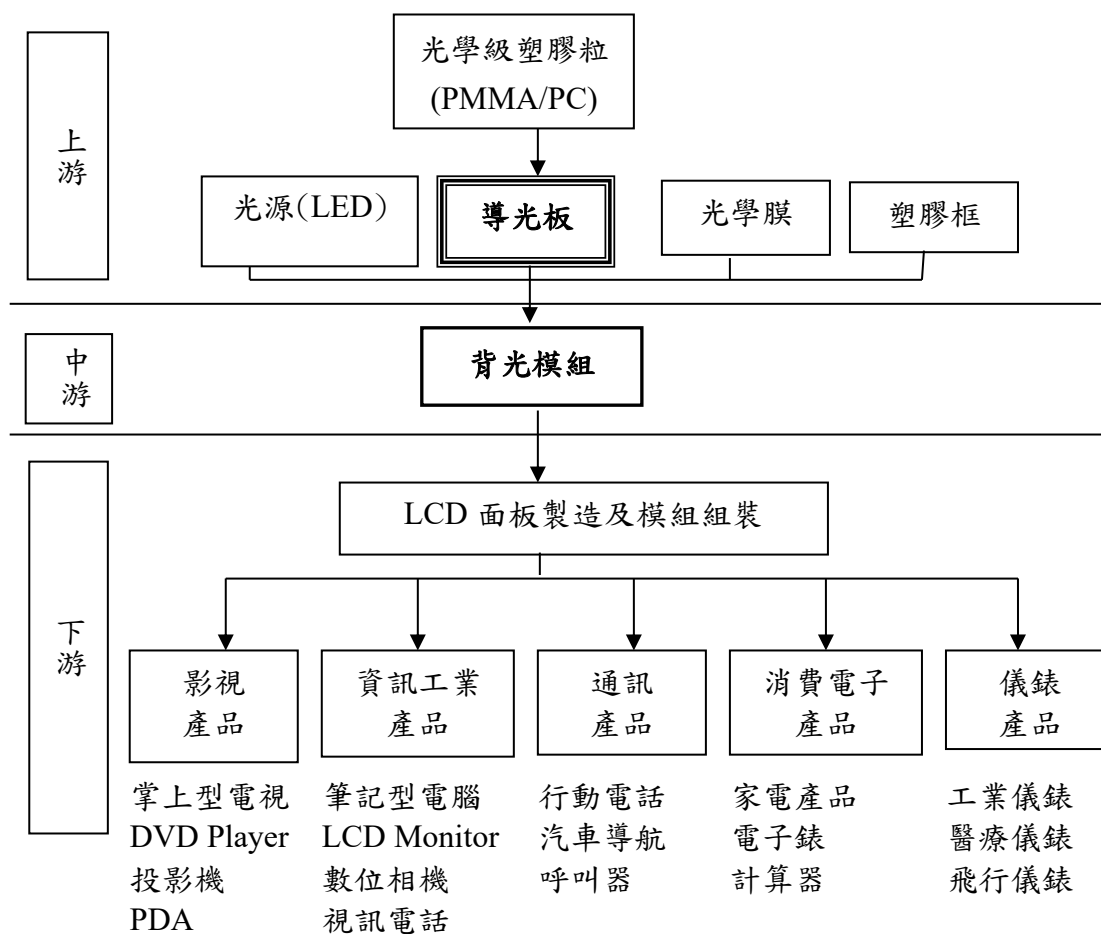 上
游
光學級塑膠粒
(PMMA/PC)
光源(LED)
導光板
光學膜
塑膠框
中
游
背光模組
下
游
LCD 面板製造及模組組裝
影視
產品
資訊工業
產品
通訊
產品
消費電子
產品
儀錶
產品
掌上型電視
DVD Player
投影機
PDA
筆記型電腦
LCD Monitor
數位相機
視訊電話
行動電話
汽車導航
呼叫器
家電產品
電子錶
計算器
工業儀錶
醫療儀錶
飛行儀錶